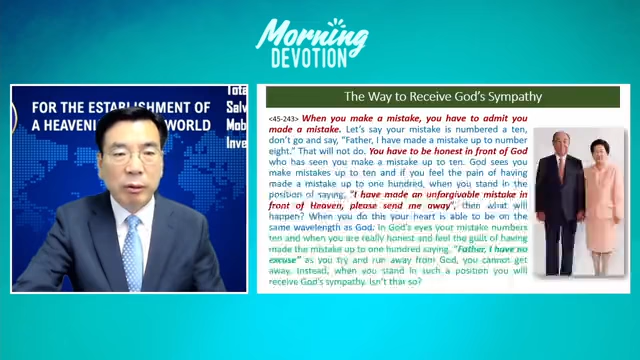 Morning
DEVOTION
FOR THE ESTABLISHMENT OF
A HEAVENLY WORLD
Total
Salv
Mob
Inve
The Way to Receive God's Sympathy
<45-243> When you make a mistake, you have to admit you
made a mistake. Let's say your mistake is numbered a ten,
don't go and say, "Father, I have made a mistake up to number
eight." That will not do. You have to be honest in front of God
who has seen you make a mistake up to ten. God sees you
make mistakes up to ten and if you feel the pain of having
made a mistake up to one hundred, when you stand in the
position of saying, "I have made an unforgivable mistake in
front of Heaven, please send me away", then what will
happen? When you do this your heart is able to be on the
same wavelength as God. In God's eyes your mistake numbers
ten and when you are really honest and feel the guilt of having
made the mistake up to one hundred saying, "Father, I have no
excuse" as you try and run away from God, you cannot get
away. Instead, when you stand in such a position you will
receive God's sympathy. Isn't that so?